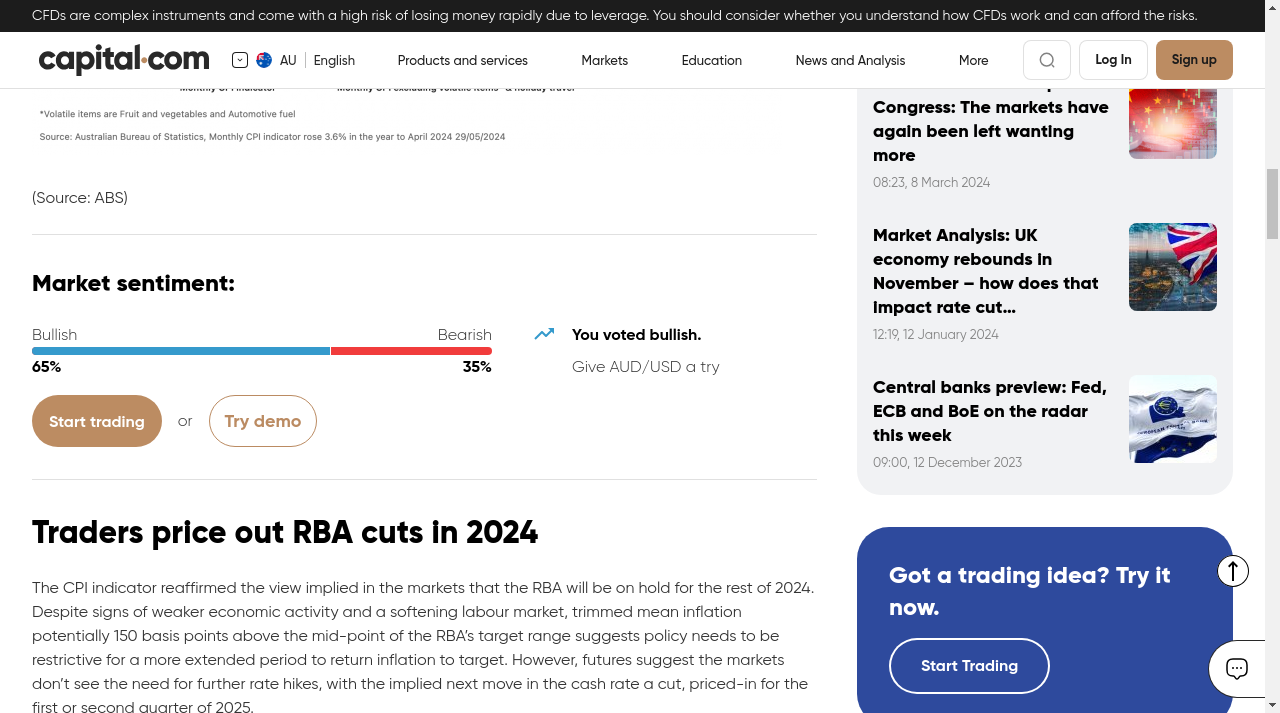 CFDs are complex instruments and come with a high risk of losing money rapidly due to leverage. You should consider whether you understand how CFDs work and can afford the risks.
capital.com
AU
English
Products and services
Markets
Education
News and Analysis
More
Log In
Sign up
*Volatile items are Fruit and vegetables and Automotive fuel
Source: Australian Bureau of Statistics, Monthly CPI indicator rose 3.6% in the year to April 2024 29/05/2024
(Source: ABS)
Market sentiment:
Bullish
Bearish
65%
35%
You voted bullish.
Give AUD/USD a try
Start trading
or
Try demo
Traders price out RBA cuts in 2024
The CPI indicator reaffirmed the view implied in the markets that the RBA will be on hold for the rest of 2024.
Despite signs of weaker economic activity and a softening labour market, trimmed mean inflation
potentially 150 basis points above the mid-point of the RBA's target range suggests policy needs to be
restrictive for a more extended period to return inflation to target. However, futures suggest the markets
don't see the need for further rate hikes, with the implied next move in the cash rate a cut, priced-in for the
first or second quarter of 2025.
Congress: The markets have
again been left wanting
more
08:23, 8 March 2024
Market Analysis: UK
economy rebounds in
November – how does that
impact rate cut...
12:19, 12 January 2024
Central banks preview: Fed,
ECB and BoE on the radar
this week
09:00, 12 December 2023
Got a trading idea? Try it
now.
Start Trading